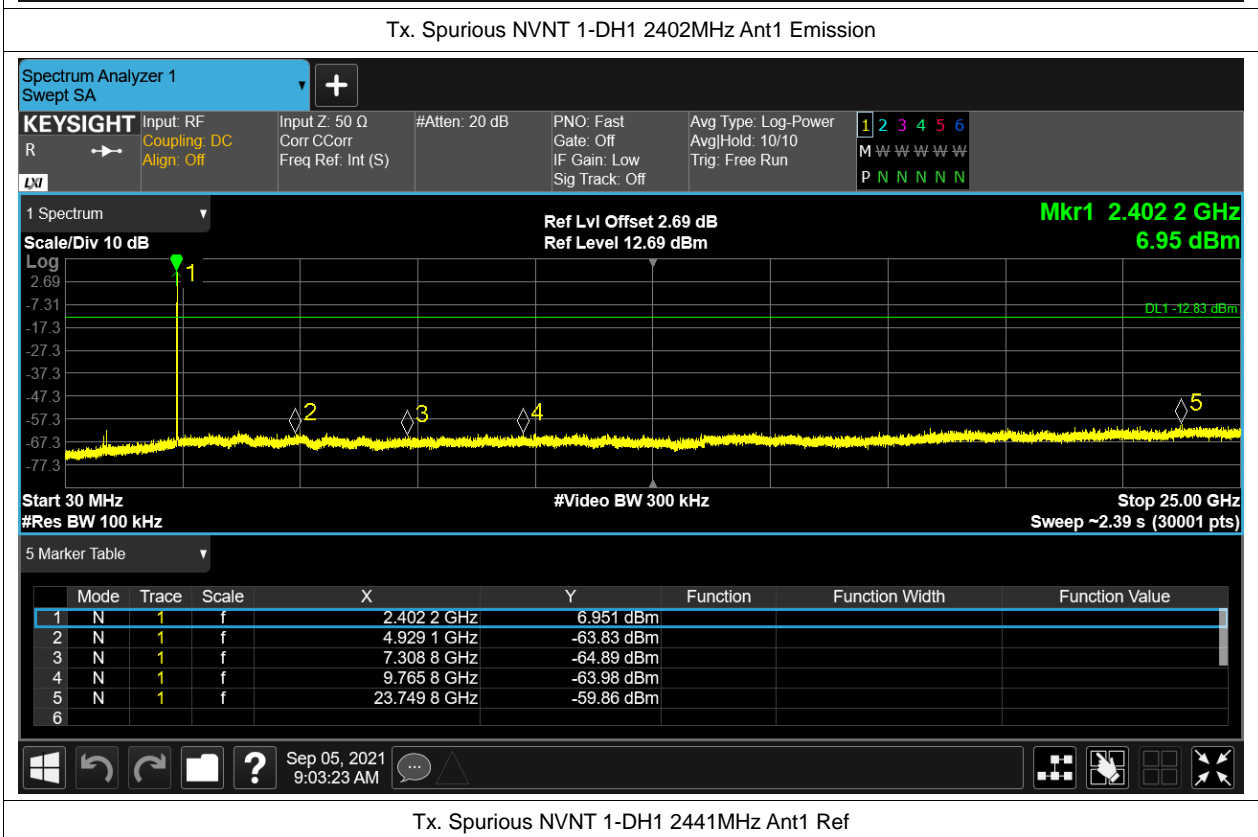 Tx. Spurious NVNT 1-DH1 2402MHz Ant1 Emission
Spectrum Analyzer 1
Swept SA
+
KEYSIGHT Input: RF Input Z: 50 Ω #Atten: 20 dB PNO: Fast Avg Type: Log-Power 1 2 3 4 5 6
R Coupling: DC Corr CCorr Gate: Off Avg|Hold: 10/10 M W W W W W W
Align: Off Freq Ref: Int (S) IF Gain: Low Trig: Free Run
LXI Sig Track: Off P N N N N N N
1 Spectrum Ref Lvl Offset 2.69 dB Mkr1 2.402 2 GHz
Scale/Div 10 dB Ref Level 12.69 dBm 6.95 dBm
Log
1
2.69
-7.31
DL1 -12.83 dBm
-17.3
-27.3
-37.3
-47.3
2 3 4 5
-57.3
-67.3
-77.3
Start 30 MHz #Video BW 300 kHz Stop 25.00 GHz
#Res BW 100 kHz Sweep ~2.39 s (30001 pts)
5 Marker Table
Mode Trace Scale X Y Function Function Width Function Value
1 N 1 f 2.402 2 GHz 6.951 dBm
2 N 1 f 4.929 1 GHz -63.83 dBm
3 N 1 f 7.308 8 GHz -64.89 dBm
4 N 1 f 9.765 8 GHz -63.98 dBm
5 N 1 f 23.749 8 GHz -59.86 dBm
6
? Sep 05, 2021
9:03:23 AM
Tx. Spurious NVNT 1-DH1 2441MHz Ant1 Ref